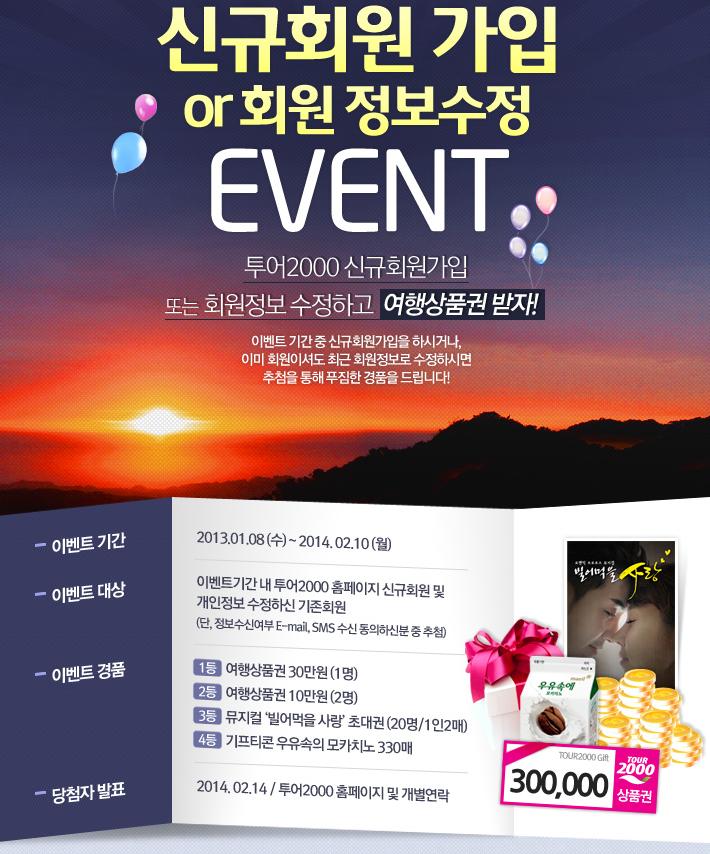 신규회원 가입
or 회원 정보수정
EVENT
투어2000 신규회원가입
또는 회원정보 수정하고 여행상품권 받자!
이벤트 기간 중 신규회원가입을 하시거나,
이미 회원이셔도 최근 회원정보로 수정하시면
추첨을 통해 푸짐한 경품을 드립니다!
이벤트 기간
2013.01.08 (수) ~ 2014. 02.10 (월)
이벤트 대상
이벤트기간 내 투어2000 홈페이지 신규회원 및
개인정보 수정하신 기존회원
(단, 정보수신여부 E-mail, SMS 수신 동의하신분 중 추첨)
이벤트 경품
1등 여행상품권 30만원 (1명)
2등 여행상품권 10만원 (2명)
3등 뮤지컬 '빌어먹을 사랑' 초대권 (20명/1인2매)
4등 기프티콘 우유속의 모카치노 330매
당첨자 발표
2014. 02.14 / 투어2000 홈페이지 및 개별연락
빌어먹을 사랑
우유속에
모카치노
TOUR2000 Gift
300,000
TOUR
2000
상품권